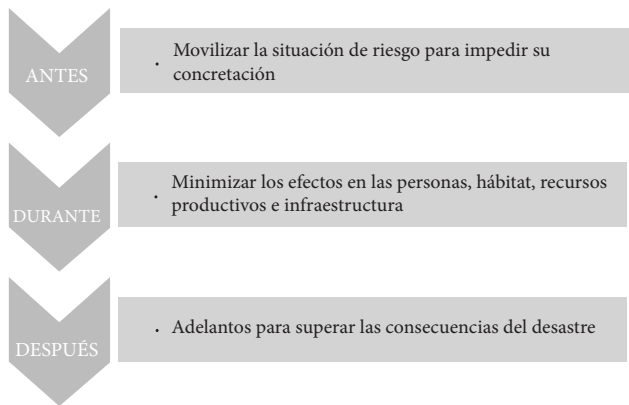 ANTES
· Movilizar la situación de riesgo para impedir su
concretación
DURANTE
· Minimizar los efectos en las personas, hábitat, recursos
productivos e infraestructura
DESPUÉS
· Adelantos para superar las consecuencias del desastre